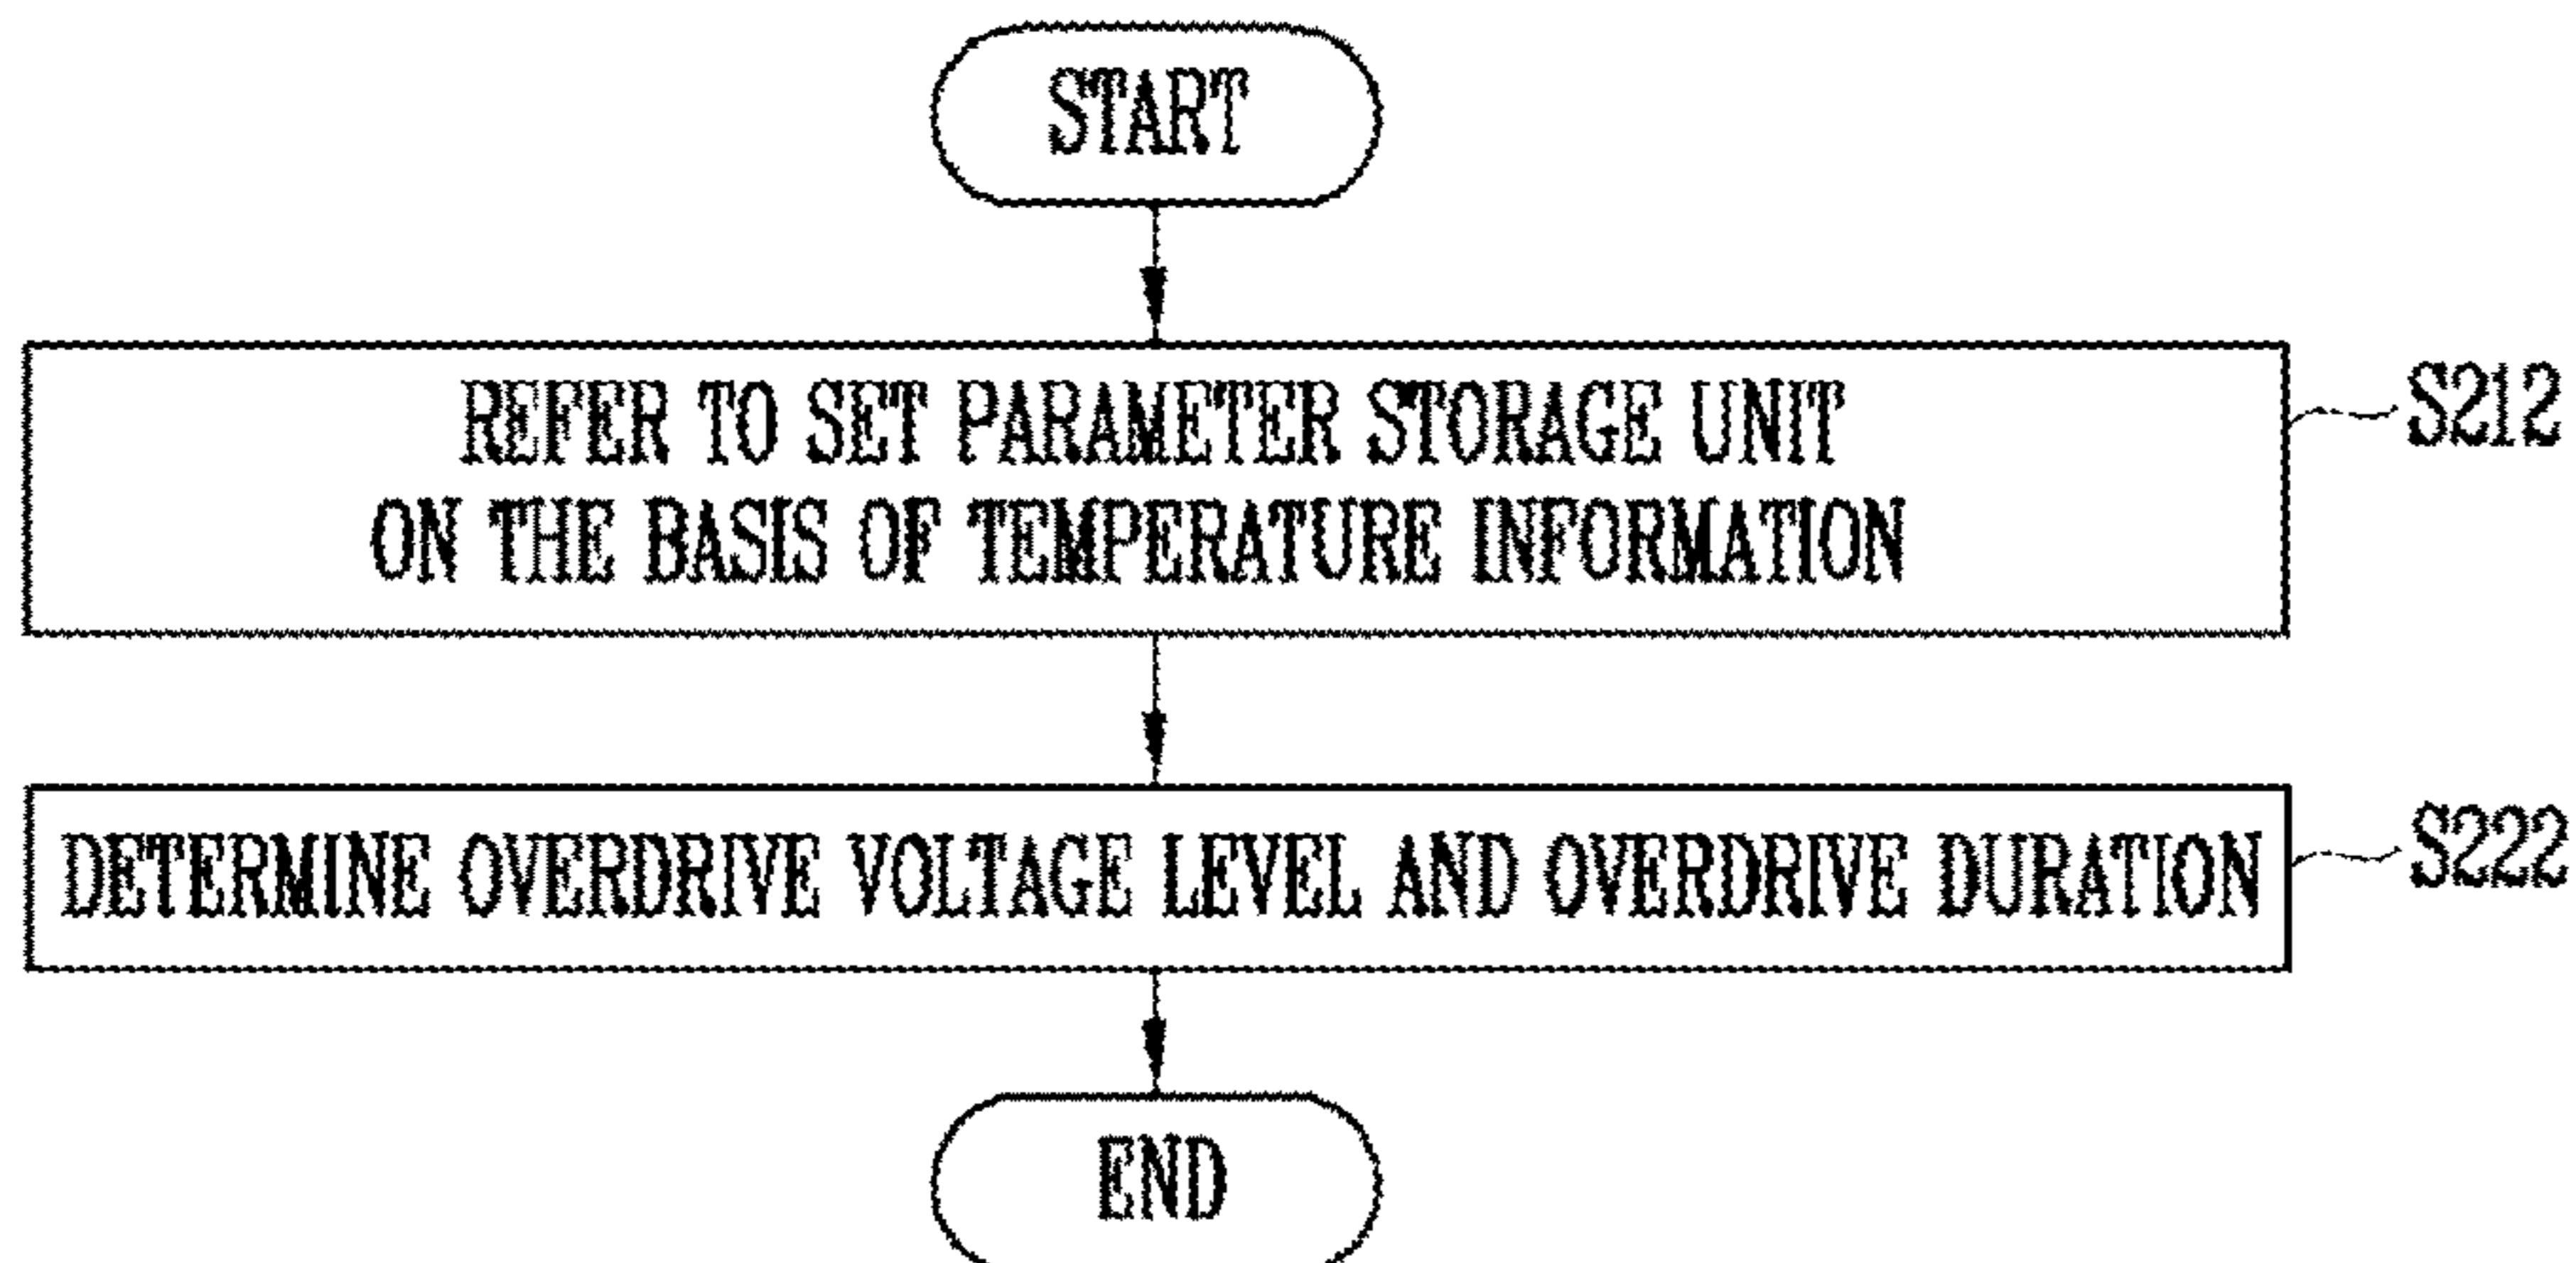 START
REFER TO SET PARAMETER STORAGE UNIT
ON THE BASIS OF TEMPERATURE INFORMATION
S212
DETERMINE OVERDRIVE VOLTAGE LEVEL AND OVERDRIVE DURATION
S222
END